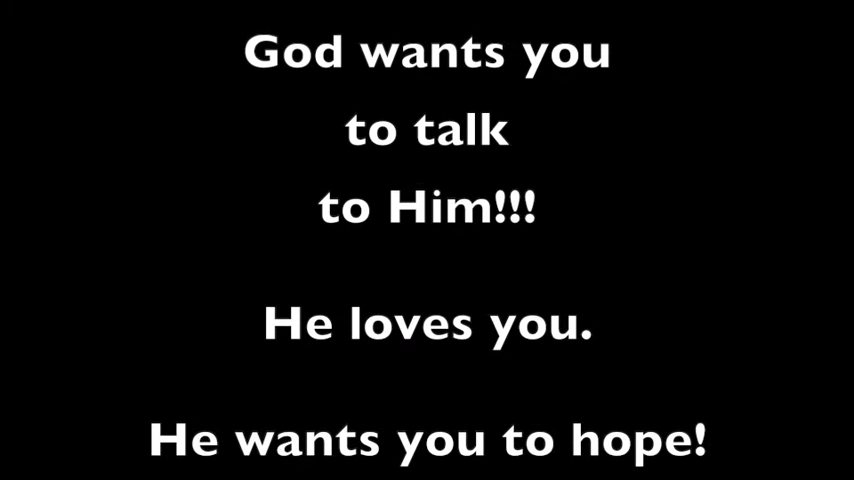 God wants you
to talk
to Him!!!
He loves you.
He wants you to hope!